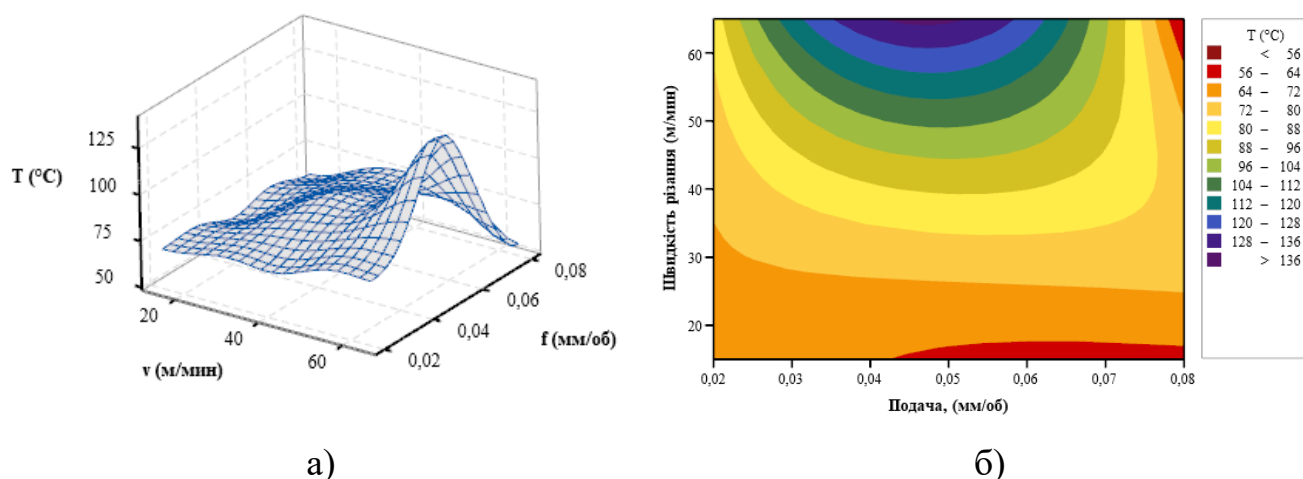 T (°C)
125
100
75
50
20
40
60
v (м/мин)
0,02
0,04
0,06
0,08
f (мм/об)
Швидкість різання (м/мин)
60
50
40
30
20
0,02 0,03 0,04 0,05 0,06 0,07 0,08
Подача, (мм/об)
T (°C)
< 56
56 – 64
64 – 72
72 – 80
80 – 88
88 – 96
96 – 104
104 – 112
112 – 120
120 – 128
128 – 136
> 136
а) б)